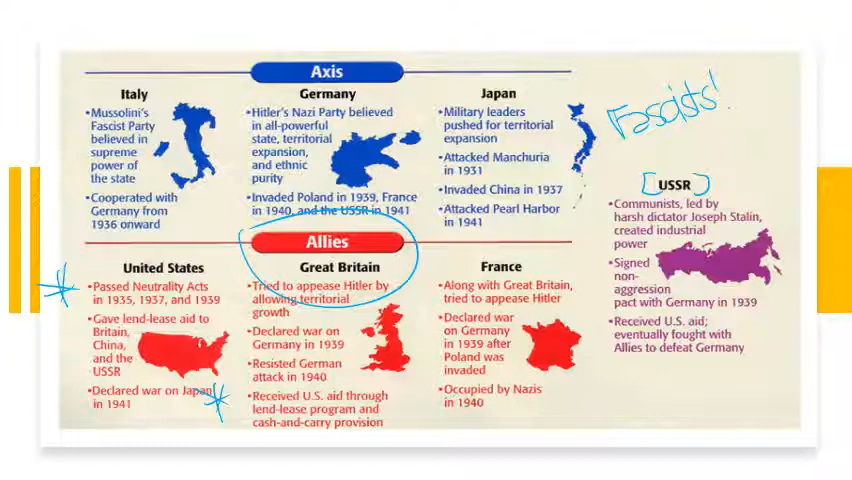 Axis
Italy
•Mussolini's
Fascist Party
believed in
supreme
power of
the state
•Cooperated with
Germany from
1936 onward
Germany
•Hitler's Nazi Party believed
in all-powerful
state, territorial
expansion,
and ethnic
purity
•Invaded Poland in 1939, France
in 1940, and the USSR in 1941
Japan
•Military leaders
pushed for territorial
expansion
•Attacked Manchuria
in 1931
•Invaded China in 1937
•Attacked Pearl Harbor
in 1941
Fascists!
Allies
United States
•Passed Neutrality Acts
in 1935, 1937, and 1939
•Gave lend-lease aid to
Britain,
China,
and the
USSR
•Declared war on Japan
in 1941
Great Britain
•Tried to appease Hitler by
allowing territorial
growth
•Declared war on
Germany in 1939
•Resisted German
attack in 1940
•Received U.S. aid through
lend-lease program and
cash-and-carry provision
France
•Along with Great Britain,
tried to appease Hitler
•Declared war
on Germany
in 1939 after
Poland was
invaded
•Occupied by Nazis
in 1940
USSR
•Communists, led by
harsh dictator Joseph Stalin,
created industrial
power
•Signed
non-
aggression
pact with Germany in 1939
•Received U.S. aid;
eventually fought with
Allies to defeat Germany